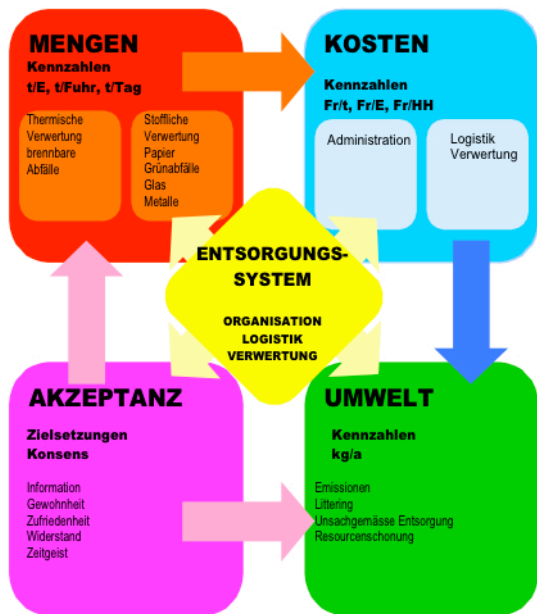 MENGEN
Kennzahlen
t/E, t/Fuhr, t/Tag
Thermische
Verwertung
brennbare
Abfälle
Stoffliche
Verwertung
Papier
Grünabfälle
Glas
Metalle
KOSTEN
Kennzahlen
Fr/t, Fr/E, Fr/HH
Administration
Logistik
Verwertung
ENTSORGUNGS-
SYSTEM
ORGANISATION
LOGISTIK
VERWERTUNG
AKZEPTANZ
Zielsetzungen
Konsens
Information
Gewohnheit
Zufriedenheit
Widerstand
Zeitgeist
UMWELT
Kennzahlen
kg/a
Emissionen
Littering
Unsachgemässe Entsorgung
Resourcenschonung